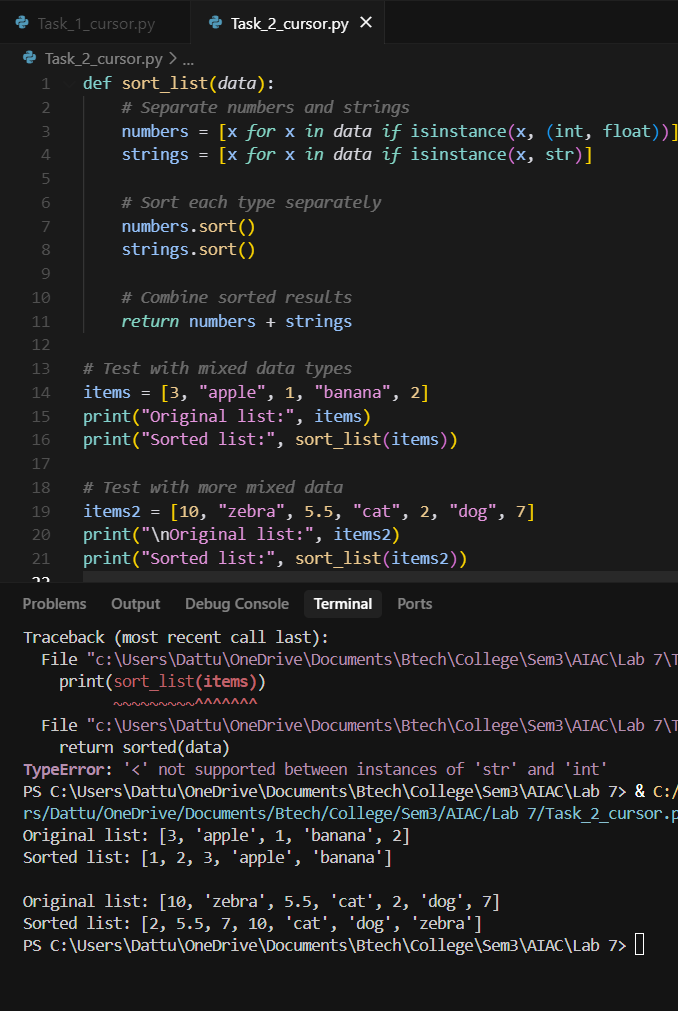 Task_1_cursor.py
Task_2_cursor.py ✕
Task_2_cursor.py > ...
1 def sort_list(data):
2     # Separate numbers and strings
3     numbers = [x for x in data if isinstance(x, (int, float))]
4     strings = [x for x in data if isinstance(x, str)]
5
6     # Sort each type separately
7     numbers.sort()
8     strings.sort()
9
10     # Combine sorted results
11     return numbers + strings
12
13 # Test with mixed data types
14 items = [3, "apple", 1, "banana", 2]
15 print("Original list:", items)
16 print("Sorted list:", sort_list(items))
17
18 # Test with more mixed data
19 items2 = [10, "zebra", 5.5, "cat", 2, "dog", 7]
20 print("\nOriginal list:", items2)
21 print("Sorted list:", sort_list(items2))
22
Problems Output Debug Console Terminal Ports
Traceback (most recent call last):
  File "c:\Users\Dattu\OneDrive\Documents\Btech\College\Sem3\AIAC\Lab 7\T
    print(sort_list(items))
          ~~~~~~~~~^^^^^^^
  File "c:\Users\Dattu\OneDrive\Documents\Btech\College\Sem3\AIAC\Lab 7\T
    return sorted(data)
TypeError: '<' not supported between instances of 'str' and 'int'
PS C:\Users\Dattu\OneDrive\Documents\Btech\College\Sem3\AIAC\Lab 7> & C:/
rs/Dattu/OneDrive/Documents/Btech/College/Sem3/AIAC/Lab 7/Task_2_cursor.p
Original list: [3, 'apple', 1, 'banana', 2]
Sorted list: [1, 2, 3, 'apple', 'banana']

Original list: [10, 'zebra', 5.5, 'cat', 2, 'dog', 7]
Sorted list: [2, 5.5, 7, 10, 'cat', 'dog', 'zebra']
PS C:\Users\Dattu\OneDrive\Documents\Btech\College\Sem3\AIAC\Lab 7>